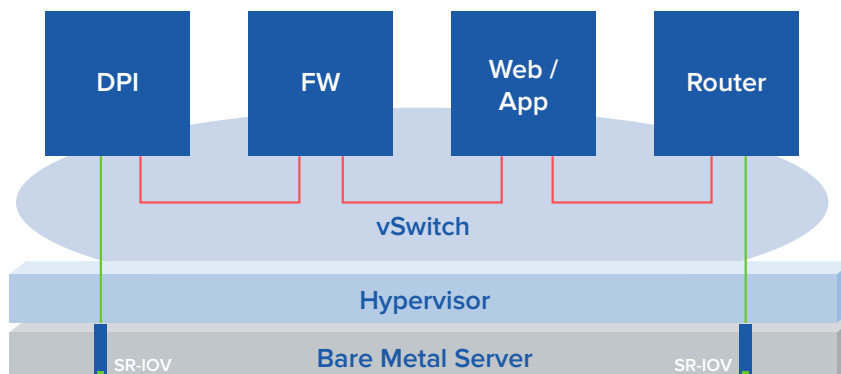 DPI
FW
Web /
App
Router
vSwitch
Hypervisor
Bare Metal Server
SR-IOV
SR-IOV